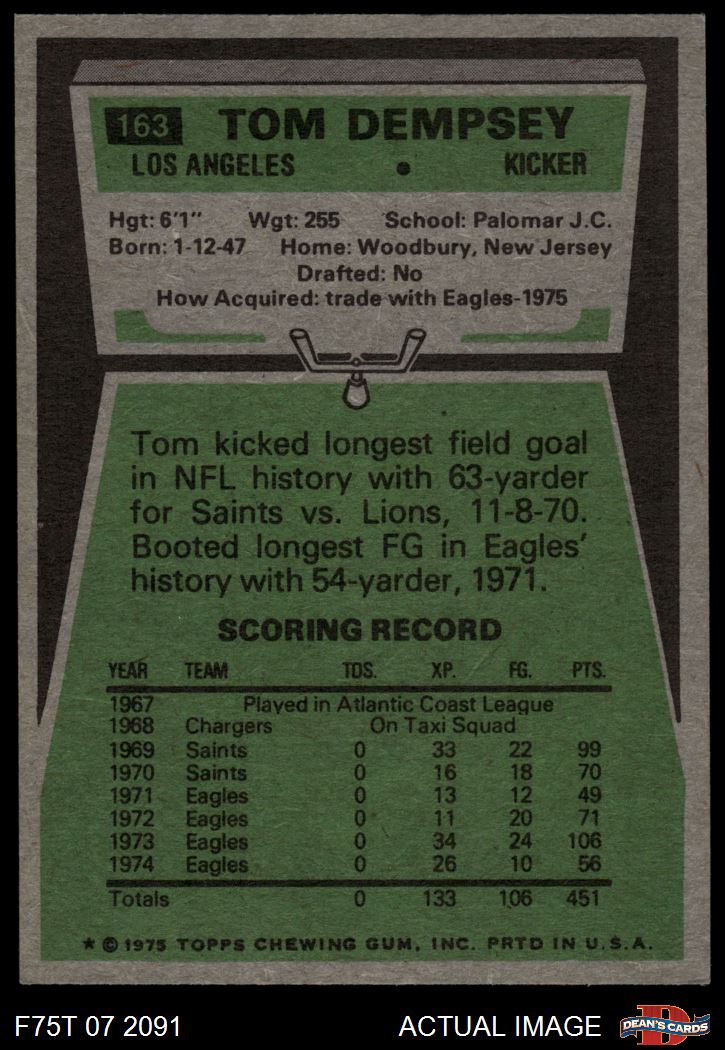 163 TOM DEMPSEY
LOS ANGELES • KICKER
Hgt: 6'1" Wgt: 255 School: Palomar J.C.
Born: 1-12-47 Home: Woodbury, New Jersey
Drafted: No
How Acquired: trade with Eagles-1975
Tom kicked longest field goal
in NFL history with 63-yarder
for Saints vs. Lions, 11-8-70.
Booted longest FG in Eagles'
history with 54-yarder, 1971.
SCORING RECORD
YEAR TEAM TDS. XP. FG. PTS.
1967 Played in Atlantic Coast League
1968 Chargers On Taxi Squad
1969 Saints 0 33 22 99
1970 Saints 0 16 18 70
1971 Eagles 0 13 12 49
1972 Eagles 0 11 20 71
1973 Eagles 0 34 24 106
1974 Eagles 0 26 10 56
Totals 0 133 106 451
★ © 1975 TOPPS CHEWING GUM, INC. PRTD IN U.S.A.
F75T 07 2091 ACTUAL IMAGE D DEAN'S CARDS